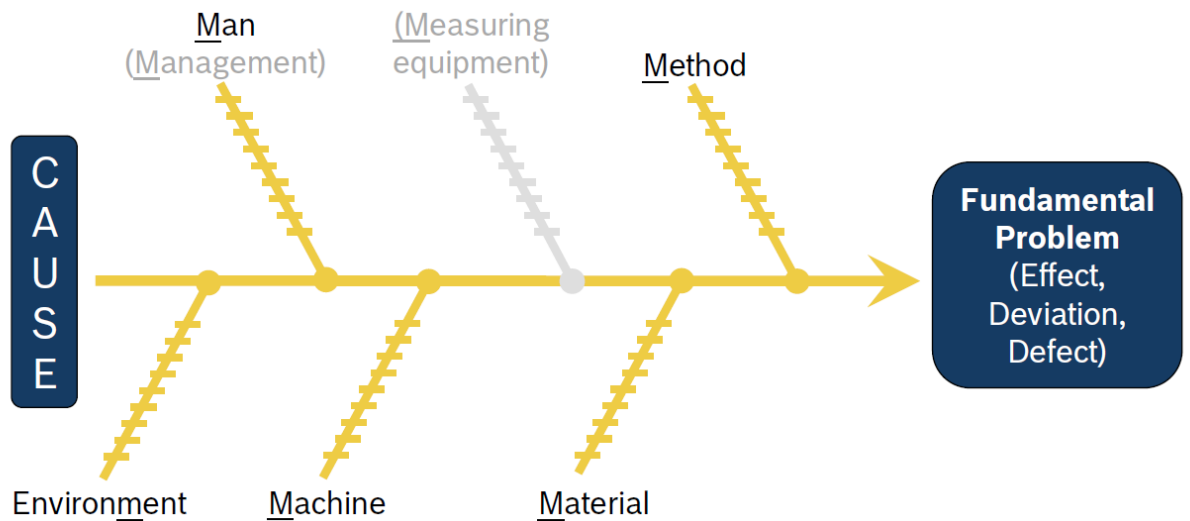 Man
(Management)
(Measuring
equipment)
Method
C
A
U
S
E
Fundamental
Problem
(Effect,
Deviation,
Defect)
Environment
Machine
Material